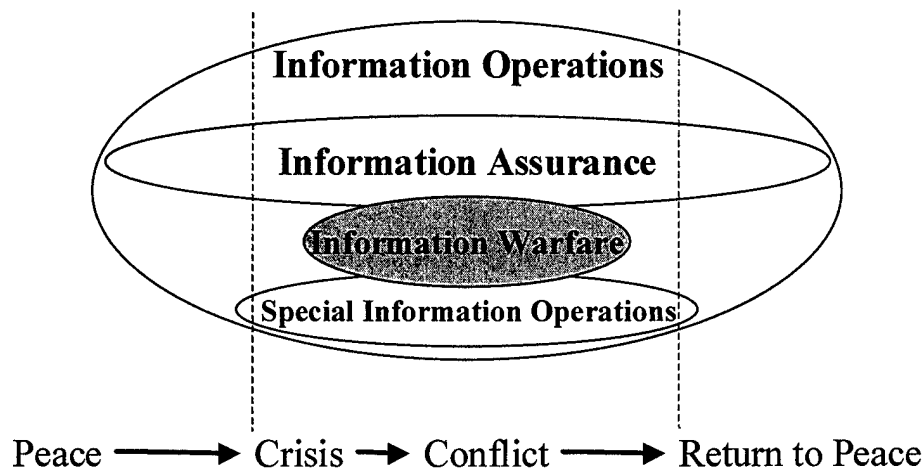 Information Operations
Information Assurance
Information Warfare
Special Information Operations
Peace Crisis Conflict Return to Peace